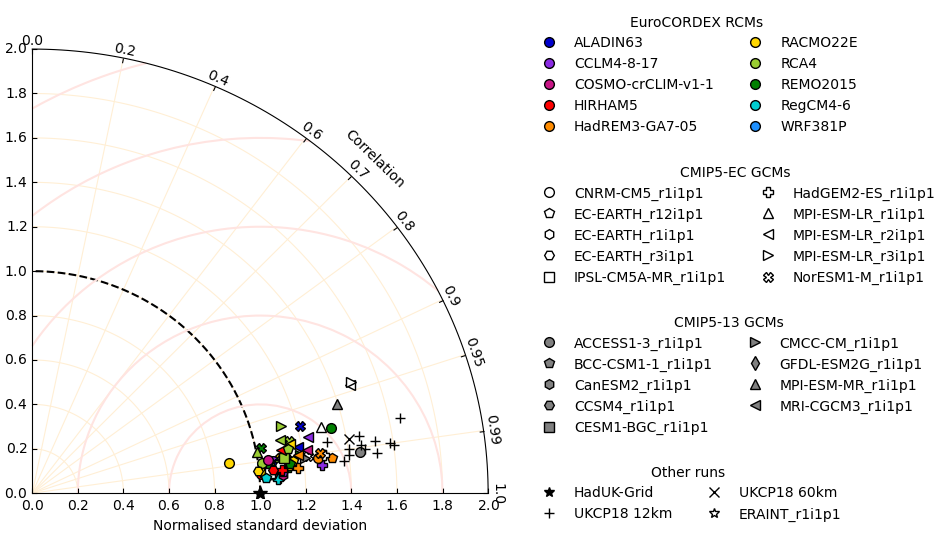 0.0
0.2
0.4
0.6
0.7
0.8
0.9
0.95
0.99
1.0
Correlation
2.0
1.8
1.6
1.4
1.2
1.0
0.8
0.6
0.4
0.2
0.0
0.0 0.2 0.4 0.6 0.8 1.0 1.2 1.4 1.6 1.8 2.0
Normalised standard deviation
EuroCORDEX RCMs
ALADIN63
CCLM4-8-17
COSMO-crCLIM-v1-1
HIRHAM5
HadREM3-GA7-05
RACMO22E
RCA4
REMO2015
RegCM4-6
WRF381P
CMIP5-EC GCMs
CNRM-CM5_r1i1p1
EC-EARTH_r12i1p1
EC-EARTH_r1i1p1
EC-EARTH_r3i1p1
IPSL-CM5A-MR_r1i1p1
HadGEM2-ES_r1i1p1
MPI-ESM-LR_r1i1p1
MPI-ESM-LR_r2i1p1
MPI-ESM-LR_r3i1p1
NorESM1-M_r1i1p1
CMIP5-13 GCMs
ACCESS1-3_r1i1p1
BCC-CSM1-1_r1i1p1
CanESM2_r1i1p1
CCSM4_r1i1p1
CESM1-BGC_r1i1p1
CMCC-CM_r1i1p1
GFDL-ESM2G_r1i1p1
MPI-ESM-MR_r1i1p1
MRI-CGCM3_r1i1p1
Other runs
HadUK-Grid
UKCP18 12km
UKCP18 60km
ERAINT_r1i1p1